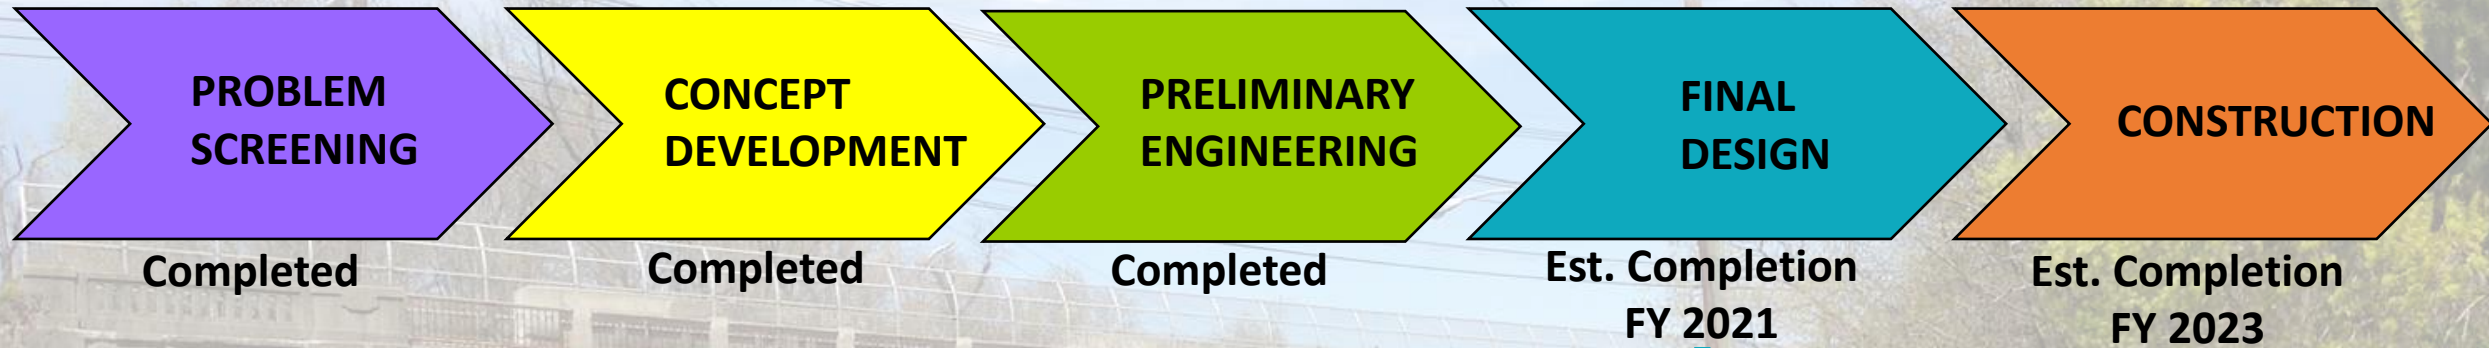 PROBLEM
SCREENING
Completed
CONCEPT
DEVELOPMENT
Completed
PRELIMINARY
ENGINEERING
Completed
FINAL
DESIGN
Est. Completion
FY 2021
CONSTRUCTION
Est. Completion
FY 2023